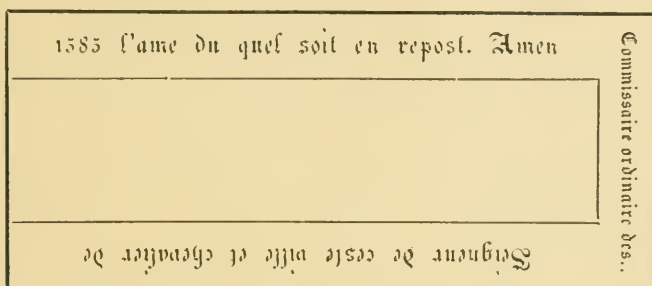 1585 l'ame du quel soit en repost. Amen
Commissaire ordinaire des..
Seigneur de ceste ville et chevalier de